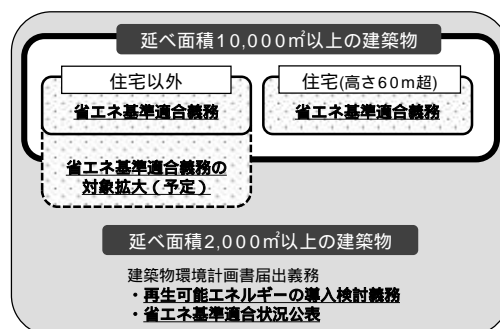 延べ面積10,000㎡以上の建築物
住宅以外
省エネ基準適合義務
住宅(高さ60m超)
省エネ基準適合義務
省エネ基準適合義務の
対象拡大(予定)
延べ面積2,000㎡以上の建築物
建築物環境計画書届出義務
・再生可能エネルギーの導入検討義務
・省エネ基準適合状況公表